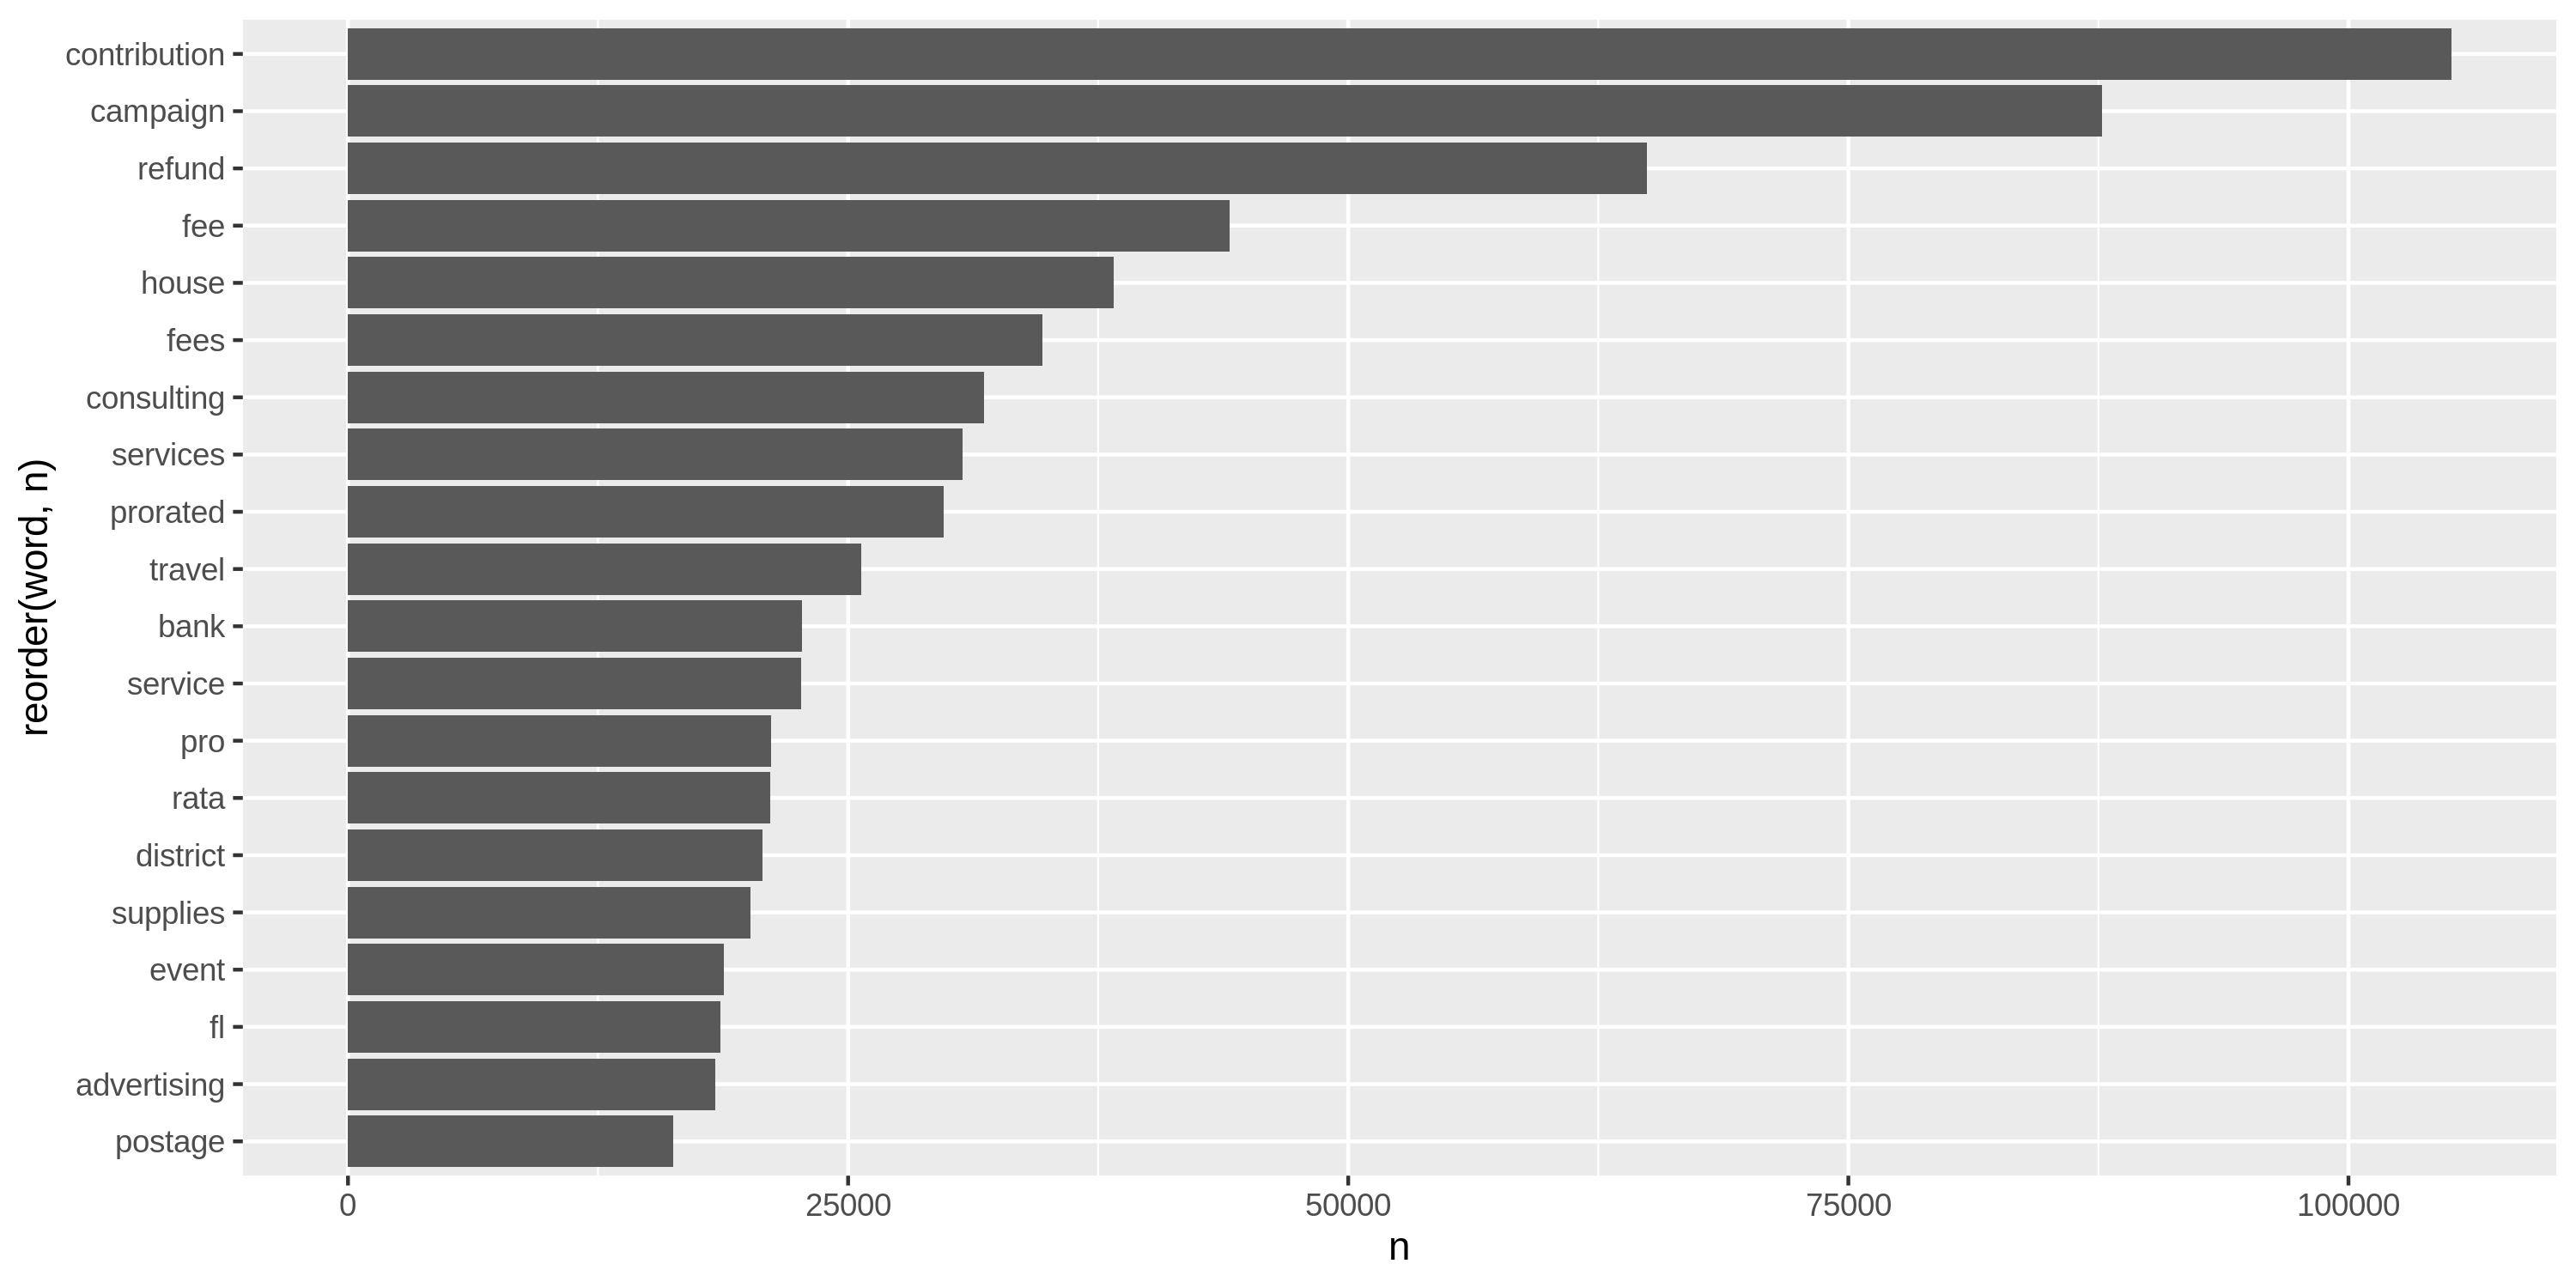 contribution
campaign
refund
fee
house
fees
consulting
services
prorated
travel
bank
service
pro
rata
district
supplies
event
fl
advertising
postage
reorder(word, n)
0 25000 50000 75000 100000
n